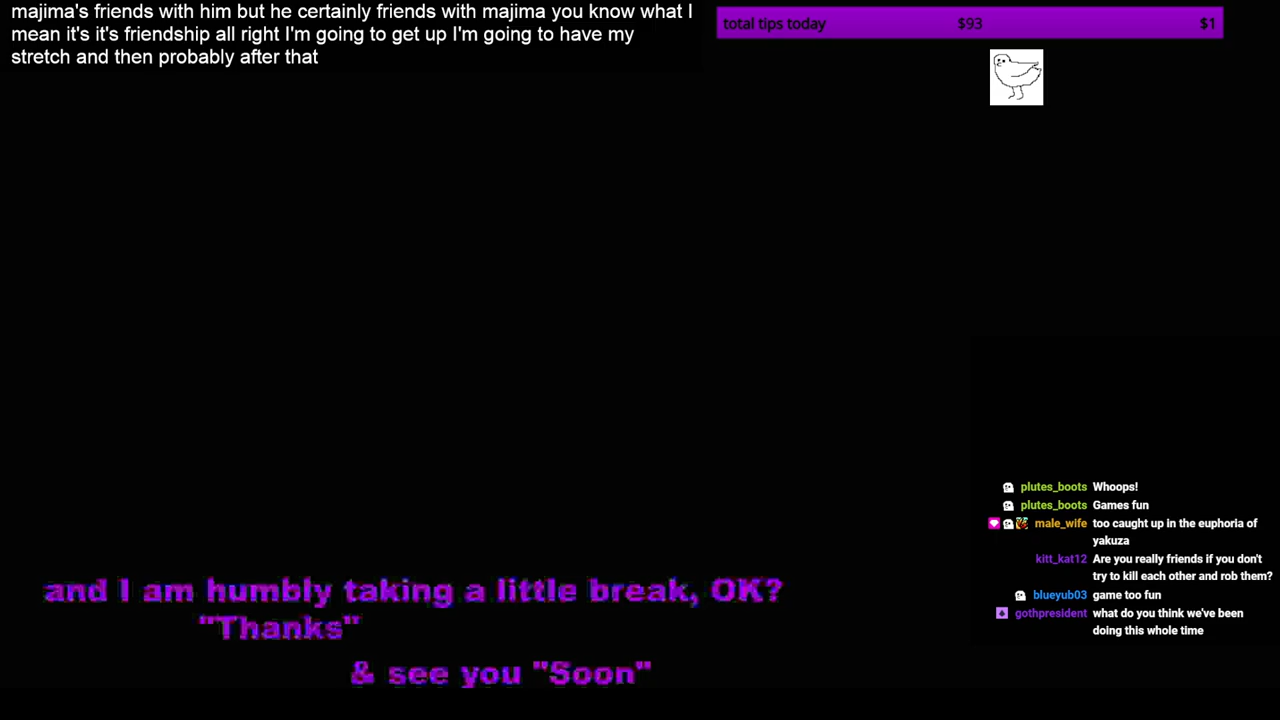 majima's friends with him but he certainly friends with majima you know what I
mean it's it's friendship all right I'm going to get up I'm going to have my
stretch and then probably after that
total tips today $93 $1
plutes_boots Whoops!
plutes_boots Games fun
male_wife too caught up in the euphoria of
yakuza
kitt_kat12 Are you really friends if you don't
try to kill each other and rob them?
blueyub03 game too fun
gothpresident what do you think we've been
doing this whole time
and I am humbly taking a little break, OK?
"Thanks"
& see you "Soon"